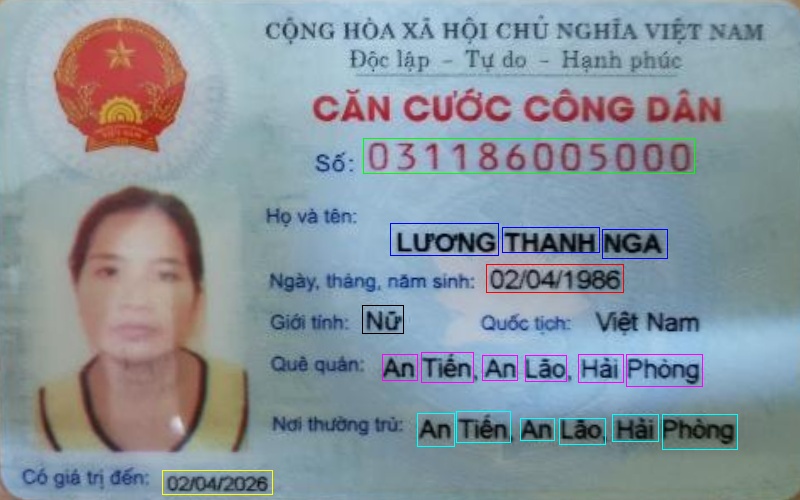 CỘNG HÒA XÃ HỘI CHỦ NGHĨA VIỆT NAM
Độc lập - Tự do - Hạnh phúc
CĂN CƯỚC CÔNG DÂN
Số: 031186005000
Họ và tên:
LƯƠNG THANH NGA
Ngày, tháng, năm sinh: 02/04/1986
Giới tính: Nữ Quốc tịch: Việt Nam
Quê quán: An Tiến, An Lão, Hải Phòng
Nơi thường trú: An Tiến, An Lão, Hải Phòng
Có giá trị đến: 02/04/2026